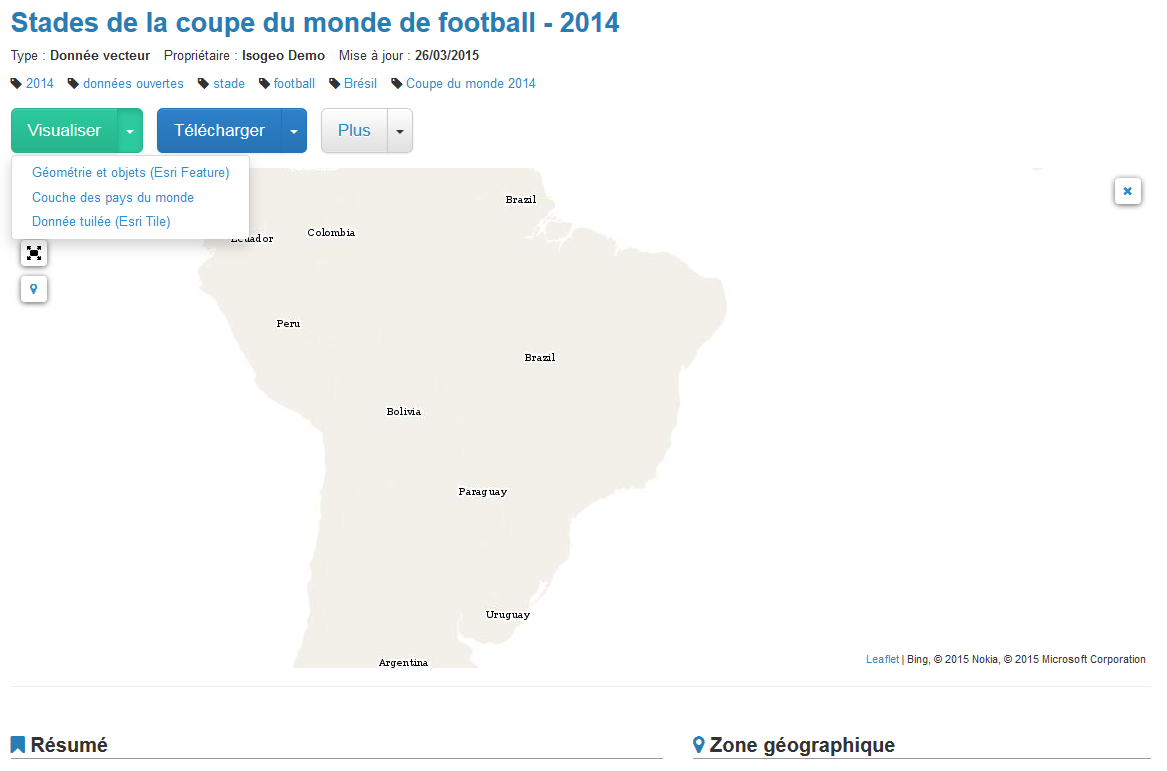 Stades de la coupe du monde de football - 2014
Type : Donnée vecteur Propriétaire : Isogeo Demo Mise à jour : 26/03/2015
2014 données ouvertes stade football Brésil Coupe du monde 2014
Visualiser Télécharger Plus
Géométrie et objets (Esri Feature)
Couche des pays du monde
Donnée tuilée (Esri Tile)
Brazil
Colombia
Ecuador
Peru
Brazil
Bolivia
Paraguay
Uruguay
Argentina
Leaflet | Bing, © 2015 Nokia, © 2015 Microsoft Corporation
Résumé
Zone géographique